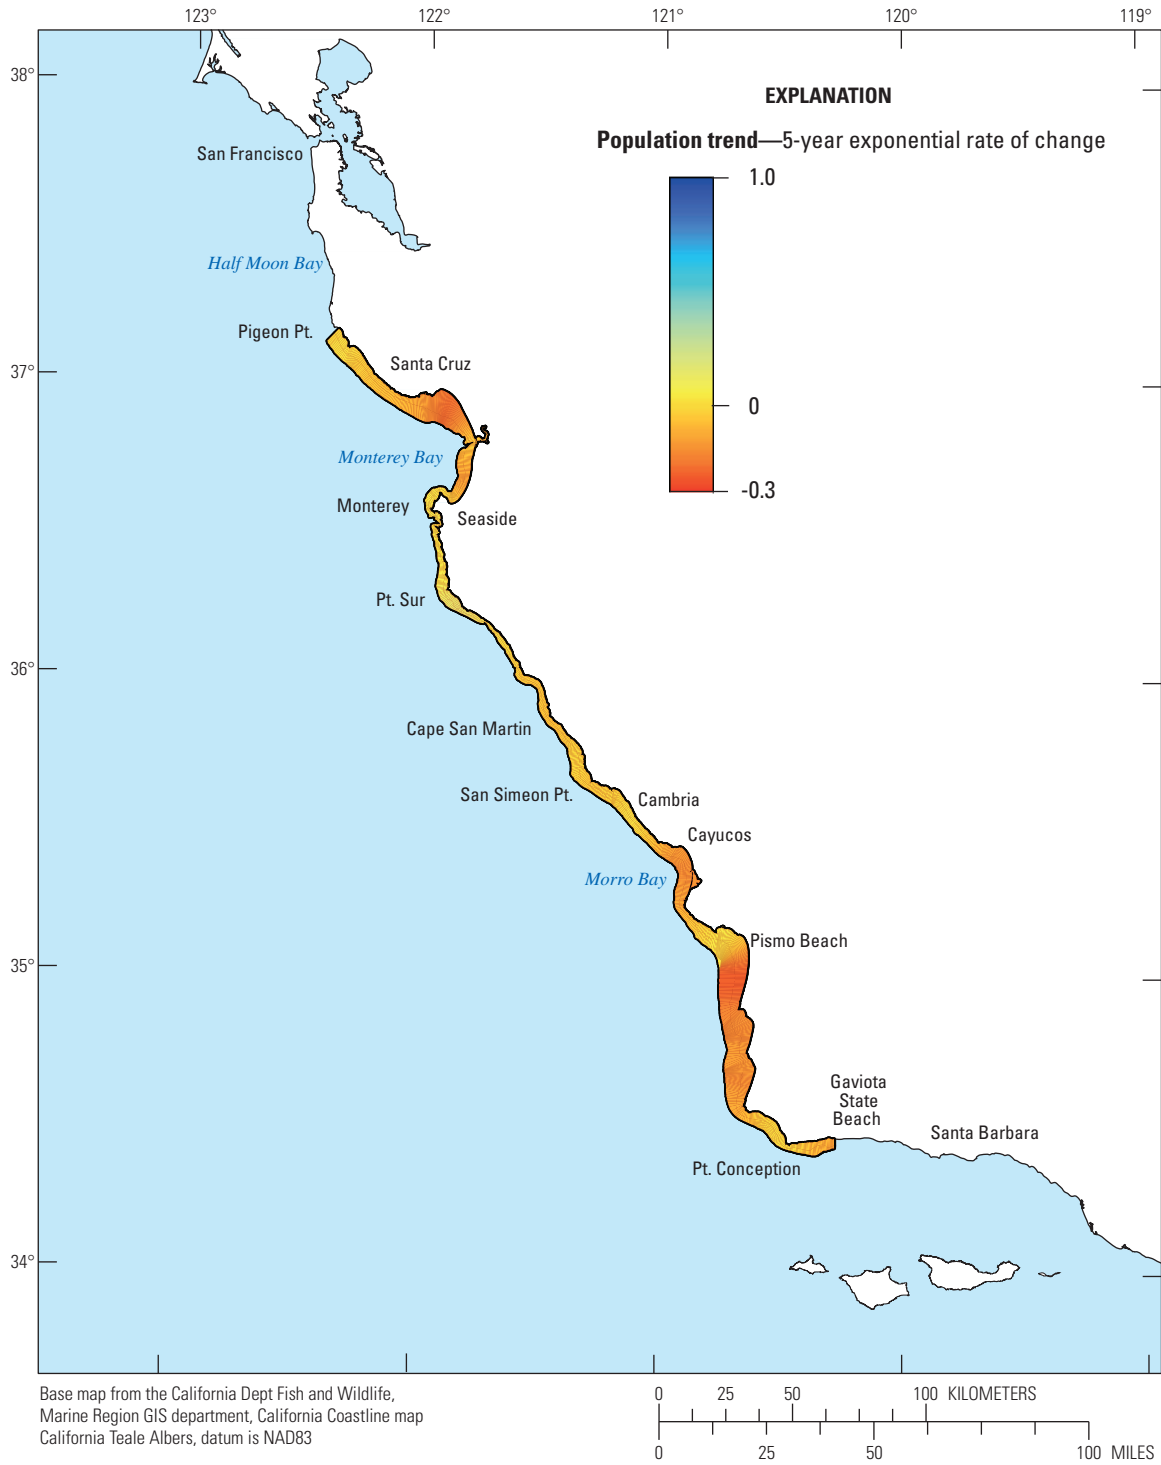 123°
122°
121°
120°
119°
38°
37°
36°
35°
34°
EXPLANATION
Population trend—5-year exponential rate of change
1.0
0
-0.3
San Francisco
Half Moon Bay
Pigeon Pt.
Santa Cruz
Monterey Bay
Monterey
Seaside
Pt. Sur
Cape San Martin
San Simeon Pt.
Cambria
Cayucos
Morro Bay
Pismo Beach
Gaviota
State
Beach
Santa Barbara
Pt. Conception
Base map from the California Dept Fish and Wildlife,
Marine Region GIS department, California Coastline map
California Teale Albers, datum is NAD83
0 25 50 100 KILOMETERS
0 25 50 100 MILES